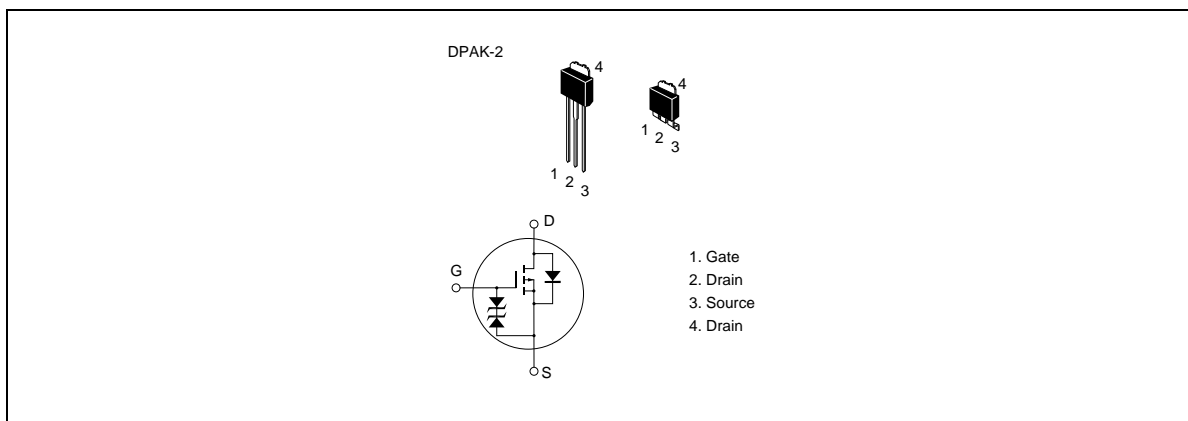 DPAK-2
4
4
1 2 3
1 2 3
D
G
S
1. Gate
2. Drain
3. Source
4. Drain